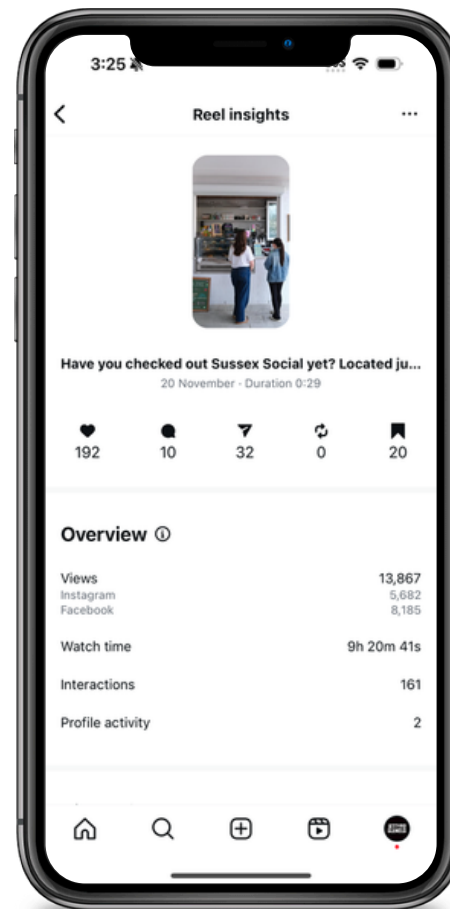 3:25
Reel insights
Have you checked out Sussex Social yet? Located ju...
20 November · Duration 0:29
192
10
32
0
20
Overview
Views 13,867
Instagram 5,682
Facebook 8,185
Watch time 9h 20m 41s
Interactions 161
Profile activity 2